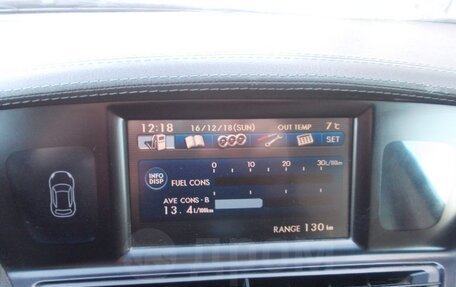 12:18 16/12/18(SUN) OUT TEMP 7℃
SET
0 10 20 30L/100km
INFO DISP
FUEL CONS
AVE CONS·B
13.4L/100km
RANGE 130km